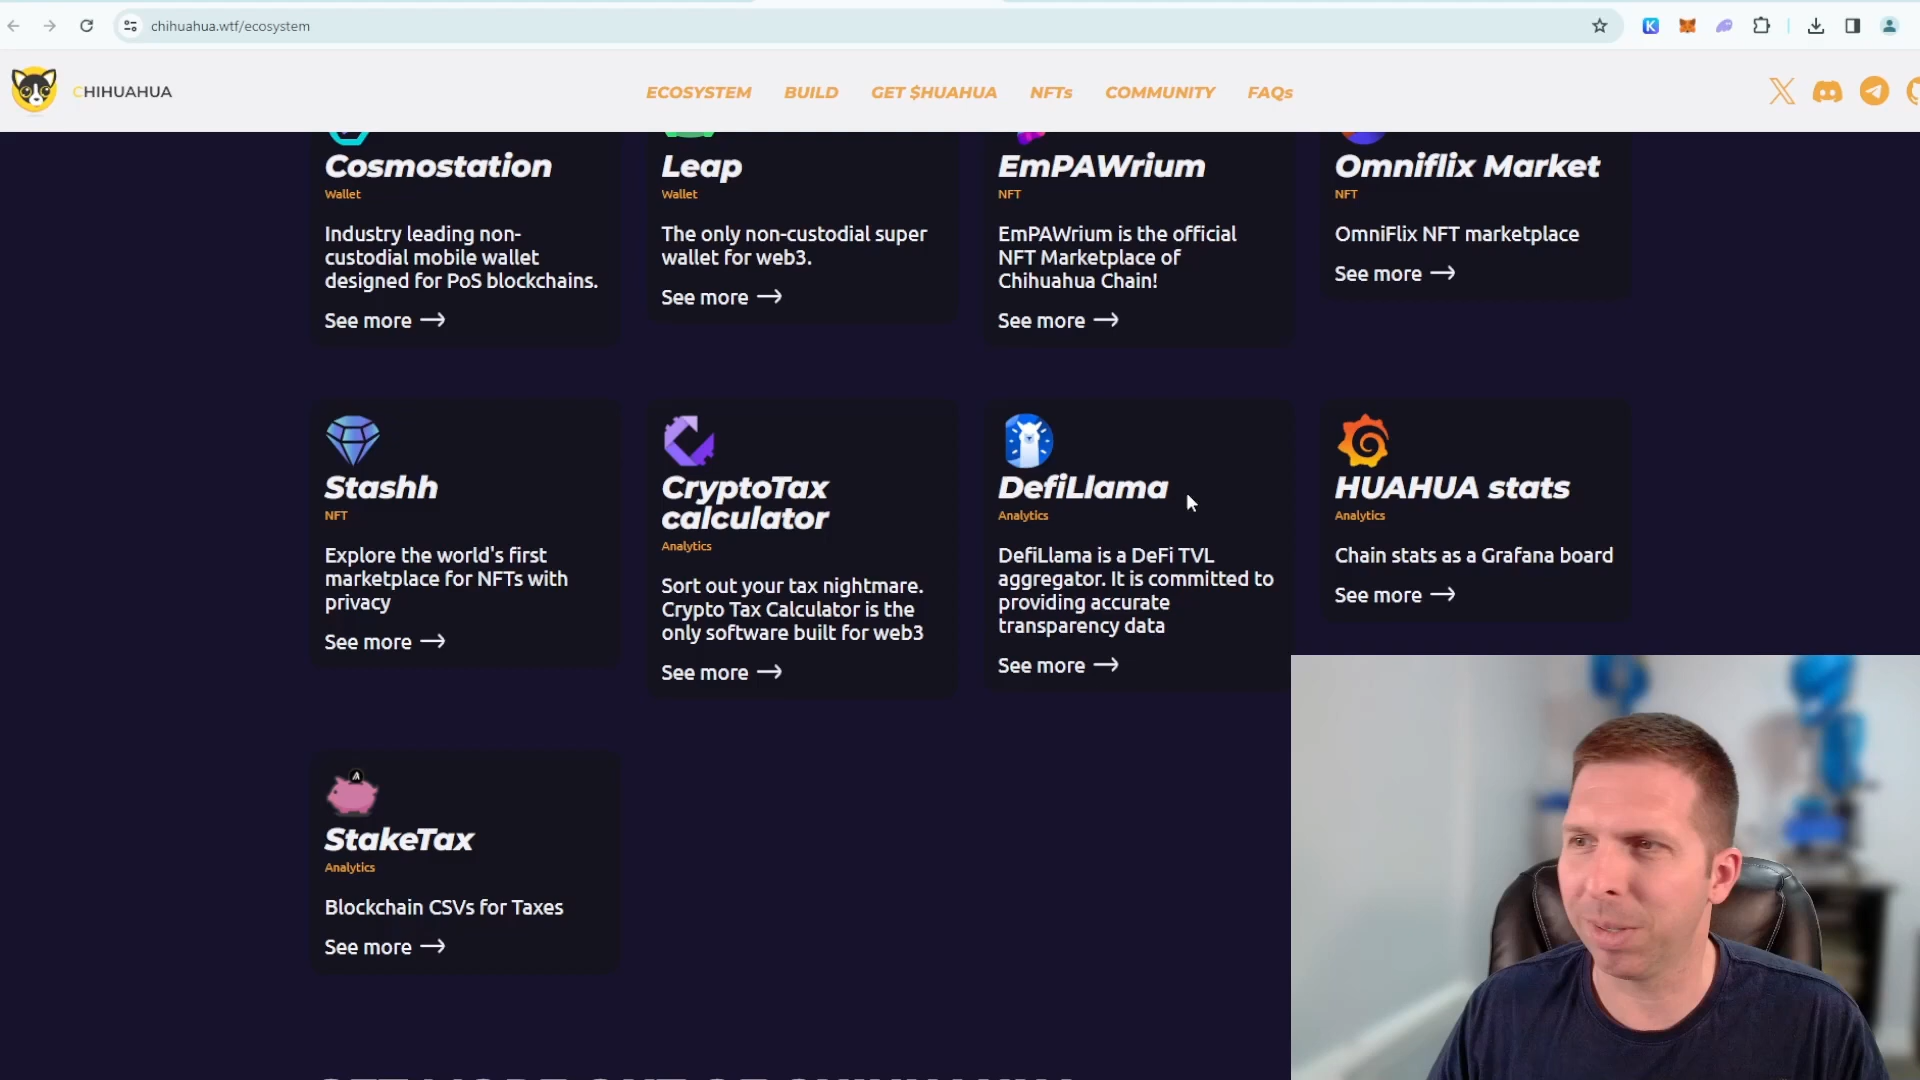 chihuahua.wtf/ecosystem
CHIHUAHUA
ECOSYSTEM
BUILD
GET $HUAHUA
NFTs
COMMUNITY
FAQs
Cosmostation
Wallet
Industry leading non-
custodial mobile wallet
designed for PoS blockchains.
See more
Leap
Wallet
The only non-custodial super
wallet for web3.
See more
EmPAWrium
NFT
EmPAWrium is the official
NFT Marketplace of
Chihuahua Chain!
See more
Omniflix Market
NFT
OmniFlix NFT marketplace
See more
Stashh
NFT
Explore the world's first
marketplace for NFTs with
privacy
See more
CryptoTax
calculator
Analytics
Sort out your tax nightmare.
Crypto Tax Calculator is the
only software built for web3
See more
DefiLlama
Analytics
DefiLlama is a DeFi TVL
aggregator. It is committed to
providing accurate
transparency data
See more
HUAHUA stats
Analytics
Chain stats as a Grafana board
See more
StakeTax
Analytics
Blockchain CSVs for Taxes
See more